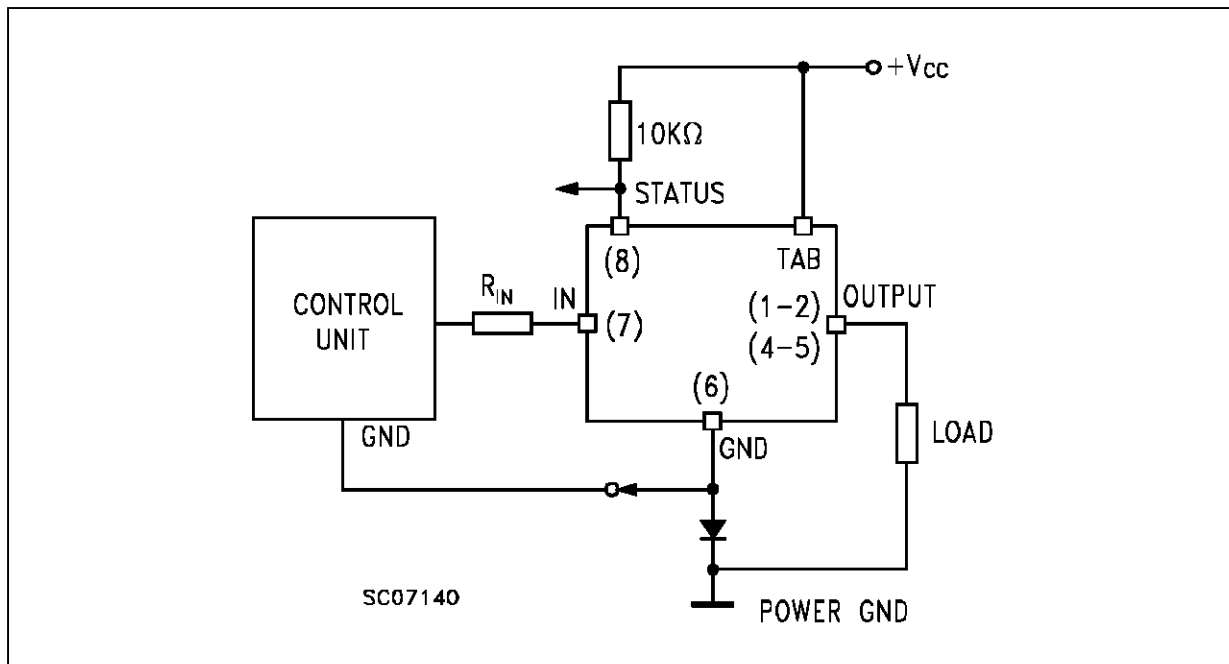 +Vcc
10KΩ
STATUS
(8)
TAB
CONTROL
UNIT
RIN
IN
(7)
OUTPUT
(1-2)
(4-5)
(6)
GND
GND
LOAD
SC07140
POWER GND